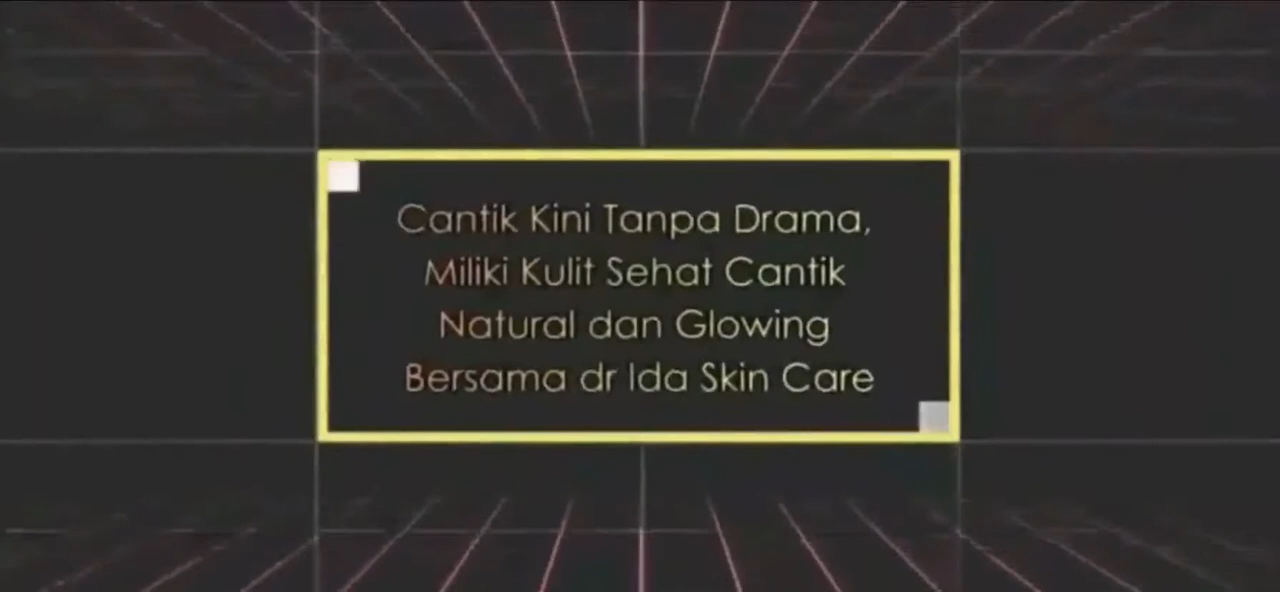 Cantik Kini Tanpa Drama,
Miliki Kulit Sehat Cantik
Natural dan Glowing
Bersama dr Ida Skin Care